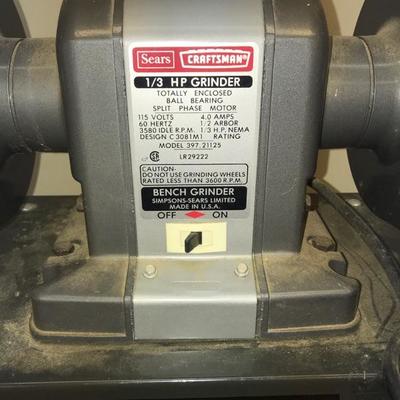 Sears CRAFTSMAN
1/3 HP GRINDER
TOTALLY ENCLOSED
BALL BEARING
SPLIT PHASE MOTOR
115 VOLTS 4.0 AMPS
60 HERTZ 1/2 ARBOR
3580 IDLE R.P.M. 1/3 H.P. NEMA
DESIGN C 3081M1 RATING
MODEL 397.21125
LR29222
CAUTION-
DO NOT USE GRINDING WHEELS
RATED LESS THAN 3600 R.P.M.
BENCH GRINDER
SIMPSONS-SEARS LIMITED
MADE IN U.S.A.
OFF ON